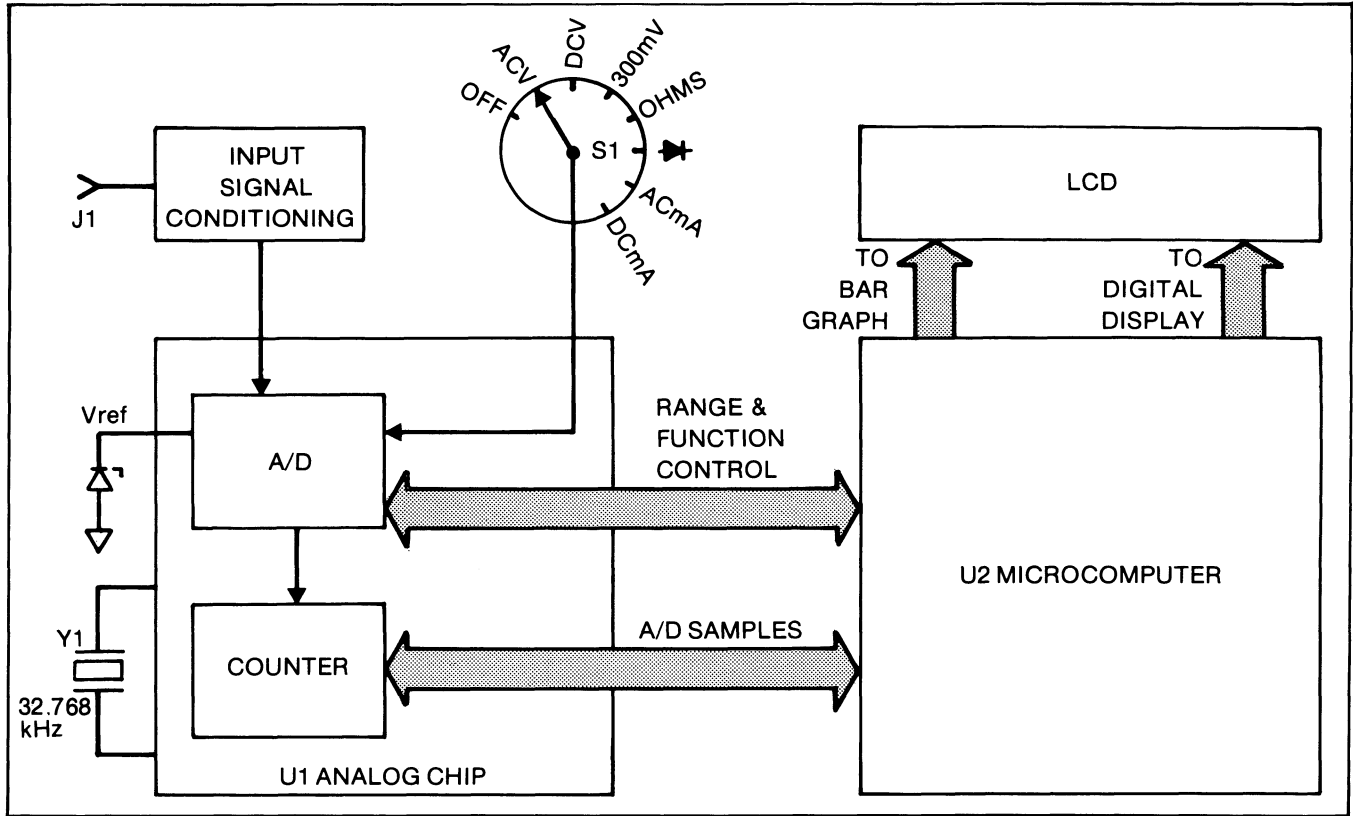 OFF
ACV
DCV
300mV
OHMS
S1
ACmA
DCmA
INPUT
SIGNAL
CONDITIONING
J1
LCD
TO
BAR
GRAPH
TO
DIGITAL
DISPLAY
Vref
A/D
RANGE &
FUNCTION
CONTROL
U2 MICROCOMPUTER
A/D SAMPLES
Y1
COUNTER
32.768
kHz
U1 ANALOG CHIP